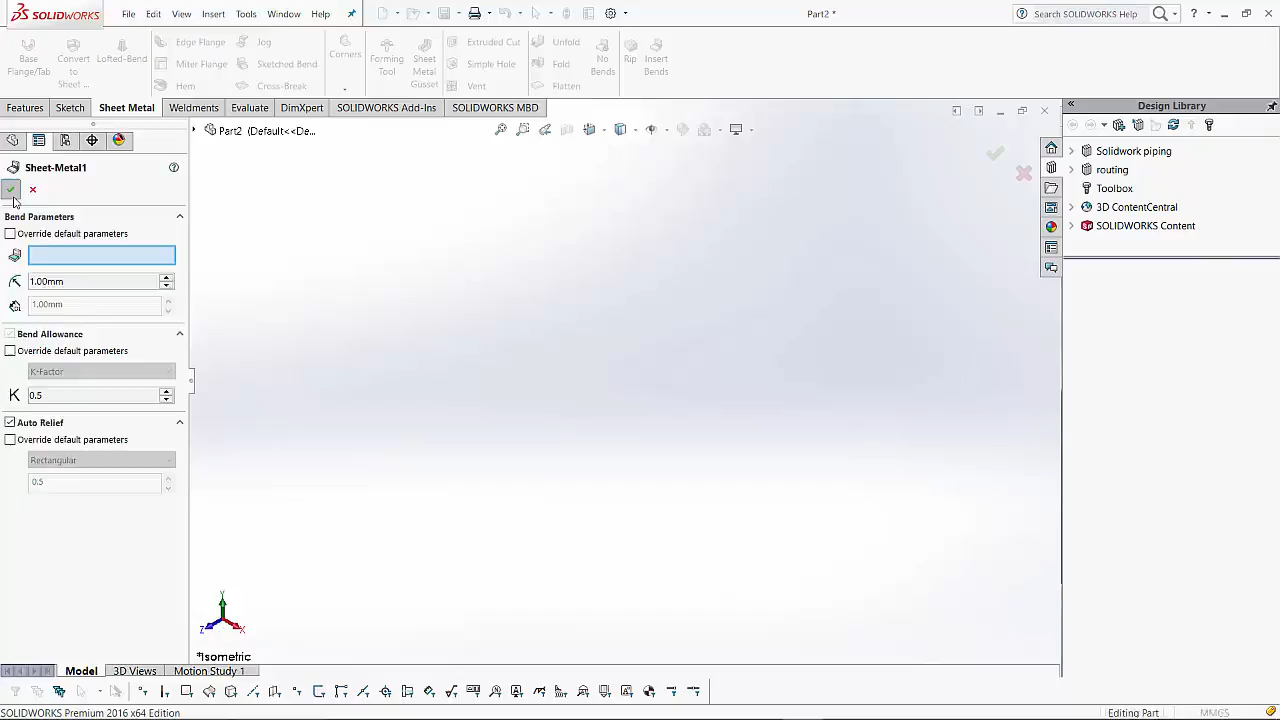 SOLIDWORKS File Edit View Insert Tools Window Help Part2 * Search SOLIDWORKS Help
Base Flange/Tab
Convert to Sheet ...
Lofted-Bend
Edge Flange
Miter Flange
Hem
Jog
Sketched Bend
Cross-Break
Corners
Forming Tool
Sheet Metal Gusset
Extruded Cut
Simple Hole
Vent
Unfold
Fold
Flatten
No Bends
Rip
Insert Bends
Features Sketch Sheet Metal Weldments Evaluate DimXpert SOLIDWORKS Add-Ins SOLIDWORKS MBD
Design Library
Part2 (Default<<De...
Solidwork piping
routing
Toolbox
3D ContentCentral
SOLIDWORKS Content
Sheet-Metal1
Bend Parameters
Override default parameters
1.00mm
1.00mm
Bend Allowance
Override default parameters
K-Factor
K 0.5
Auto Relief
Override default parameters
Rectangular
0.5
Y
Z X
*Isometric
Model 3D Views Motion Study 1
SOLIDWORKS Premium 2016 x64 Edition Editing Part MMGS